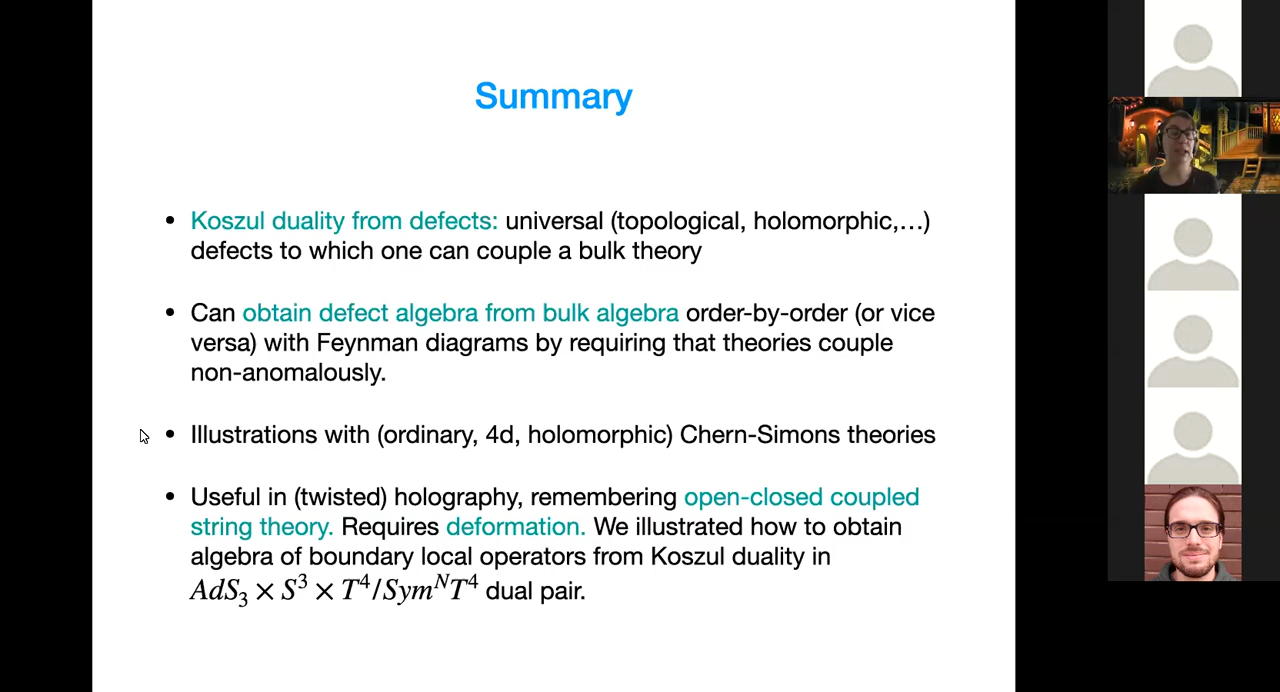 Summary
• Koszul duality from defects: universal (topological, holomorphic,…)
defects to which one can couple a bulk theory
• Can obtain defect algebra from bulk algebra order-by-order (or vice
versa) with Feynman diagrams by requiring that theories couple
non-anomalously.
• Illustrations with (ordinary, 4d, holomorphic) Chern-Simons theories
• Useful in (twisted) holography, remembering open-closed coupled
string theory. Requires deformation. We illustrated how to obtain
algebra of boundary local operators from Koszul duality in
AdS₃ × S³ × T⁴/SymᴺT⁴ dual pair.